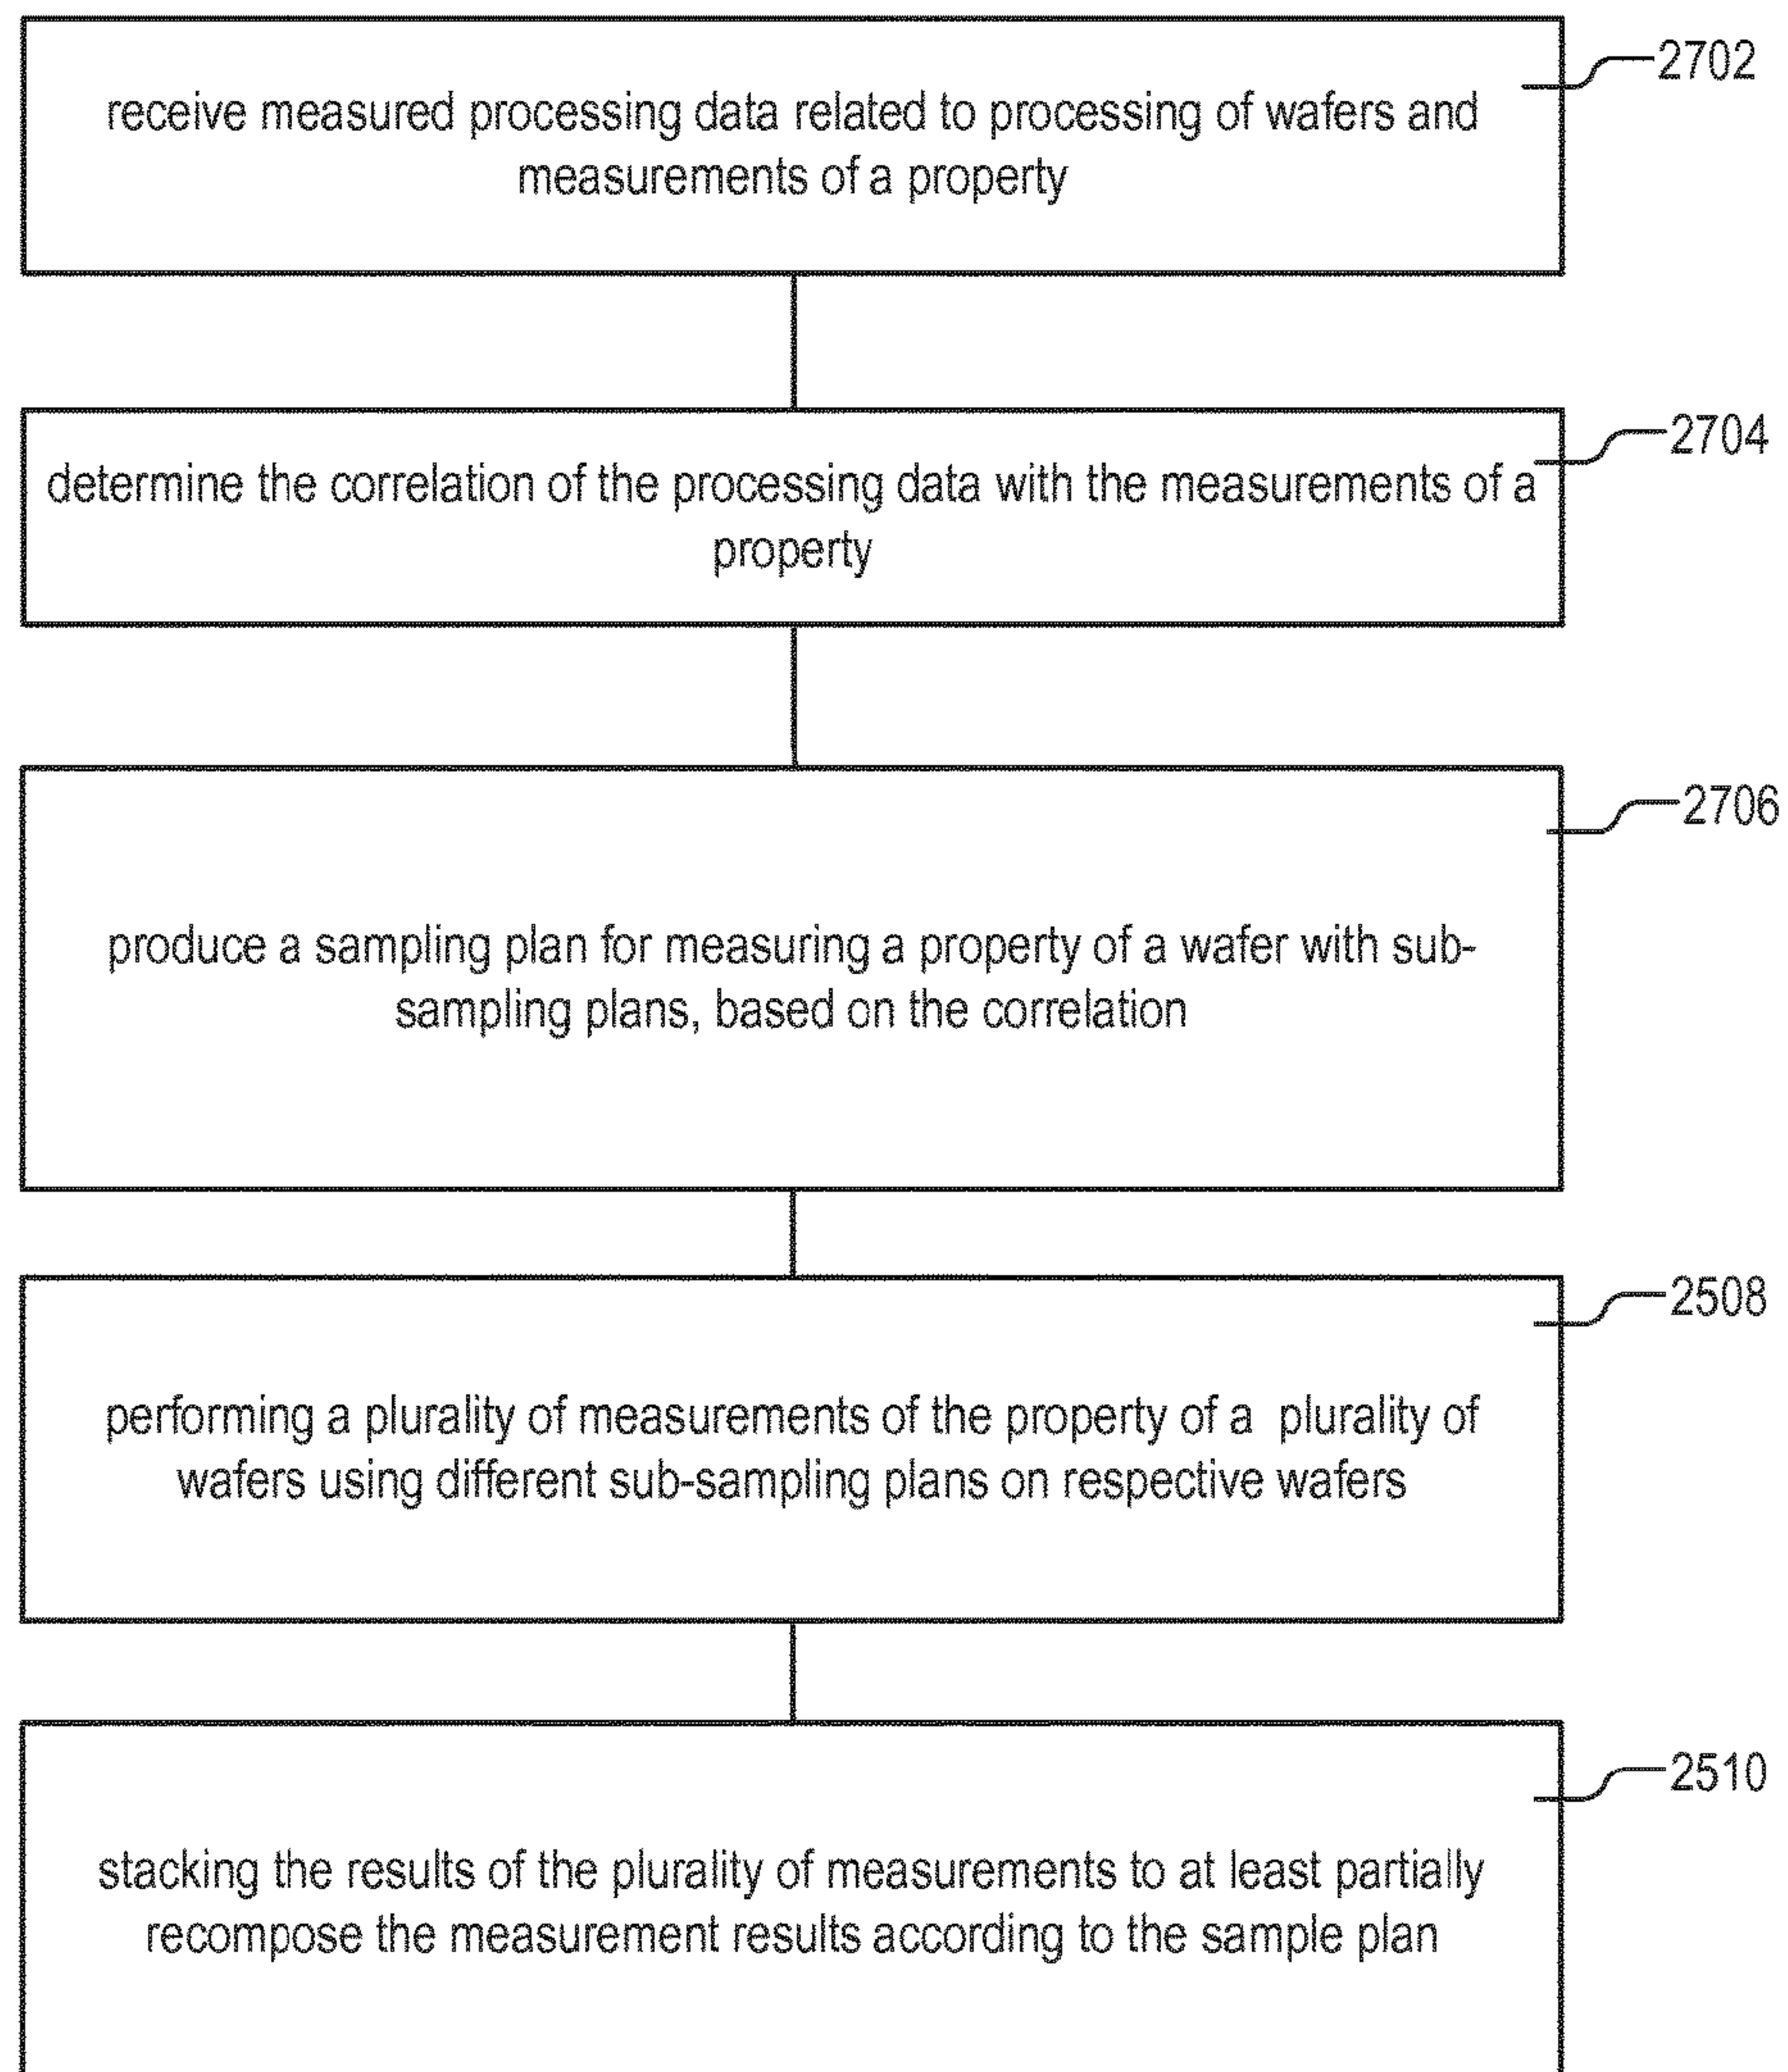 2702
receive measured processing data related to processing of wafers and
measurements of a property
2704
determine the correlation of the processing data with the measurements of a
property
2706
produce a sampling plan for measuring a property of a wafer with sub-
sampling plans, based on the correlation
2508
performing a plurality of measurements of the property of a plurality of
wafers using different sub-sampling plans on respective wafers
2510
stacking the results of the plurality of measurements to at least partially
recompose the measurement results according to the sample plan